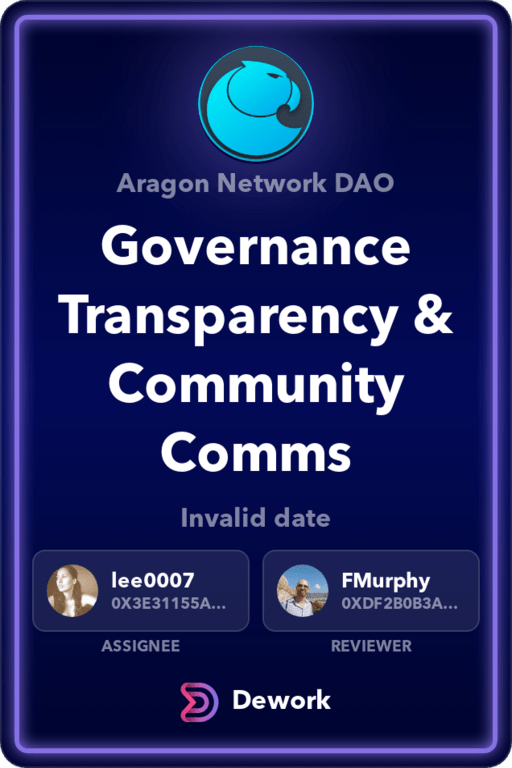 Aragon Network DAO
Governance
Transparency &
Community
Comms
Invalid date
lee0007
0X3E31155A...
FMurphy
0XDF2B0B3A...
ASSIGNEE
REVIEWER
Dework